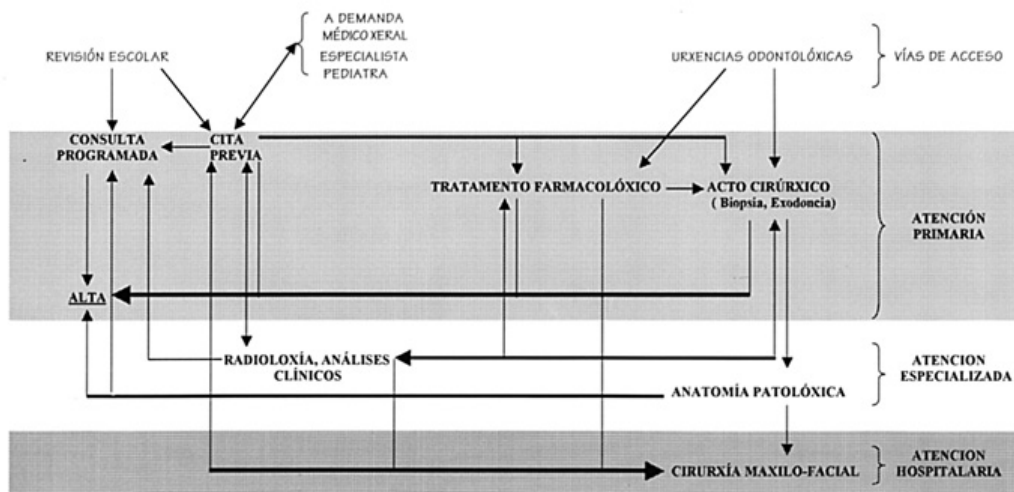 A DEMANDA
MÉDICO XERAL
ESPECIALISTA
PEDIATRA
REVISIÓN ESCOLAR
URXENCIAS ODONTOLÓXICAS
VÍAS DE ACCESO
CONSULTA
PROGRAMADA
CITA
PREVIA
TRATAMENTO FARMACOLÓXICO
ACTO CIRÚRXICO
( Biopsia, Exodoncia)
ATENCIÓN
PRIMARIA
ALTA
RADIOLOXÍA, ANÁLISES
CLÍNICOS
ATENCION
ESPECIALIZADA
ANATOMÍA PATOLÓXICA
CIRURXÍA MAXILO-FACIAL
ATENCION
HOSPITALARIA